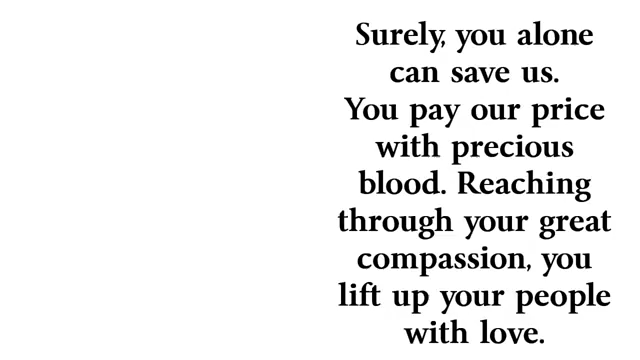 Surely, you alone
can save us.
You pay our price
with precious
blood. Reaching
through your great
compassion, you
lift up your people
with love.